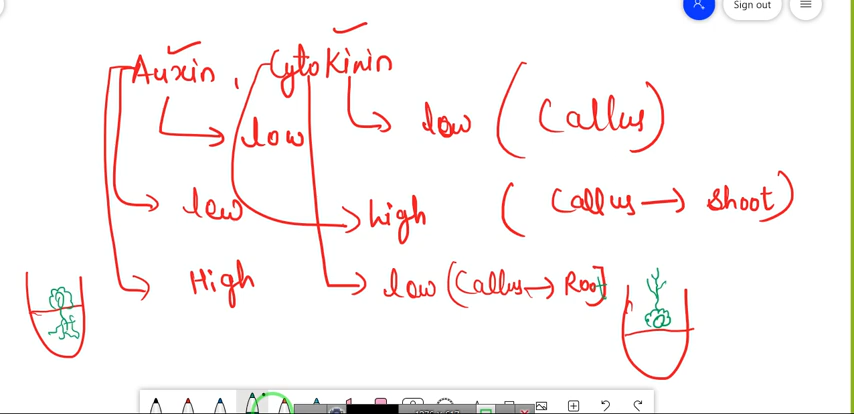 Sign out
Auxin, Cytokinin
low low (Callus)
low high (Callus → Shoot)
High low (Callus → Root]